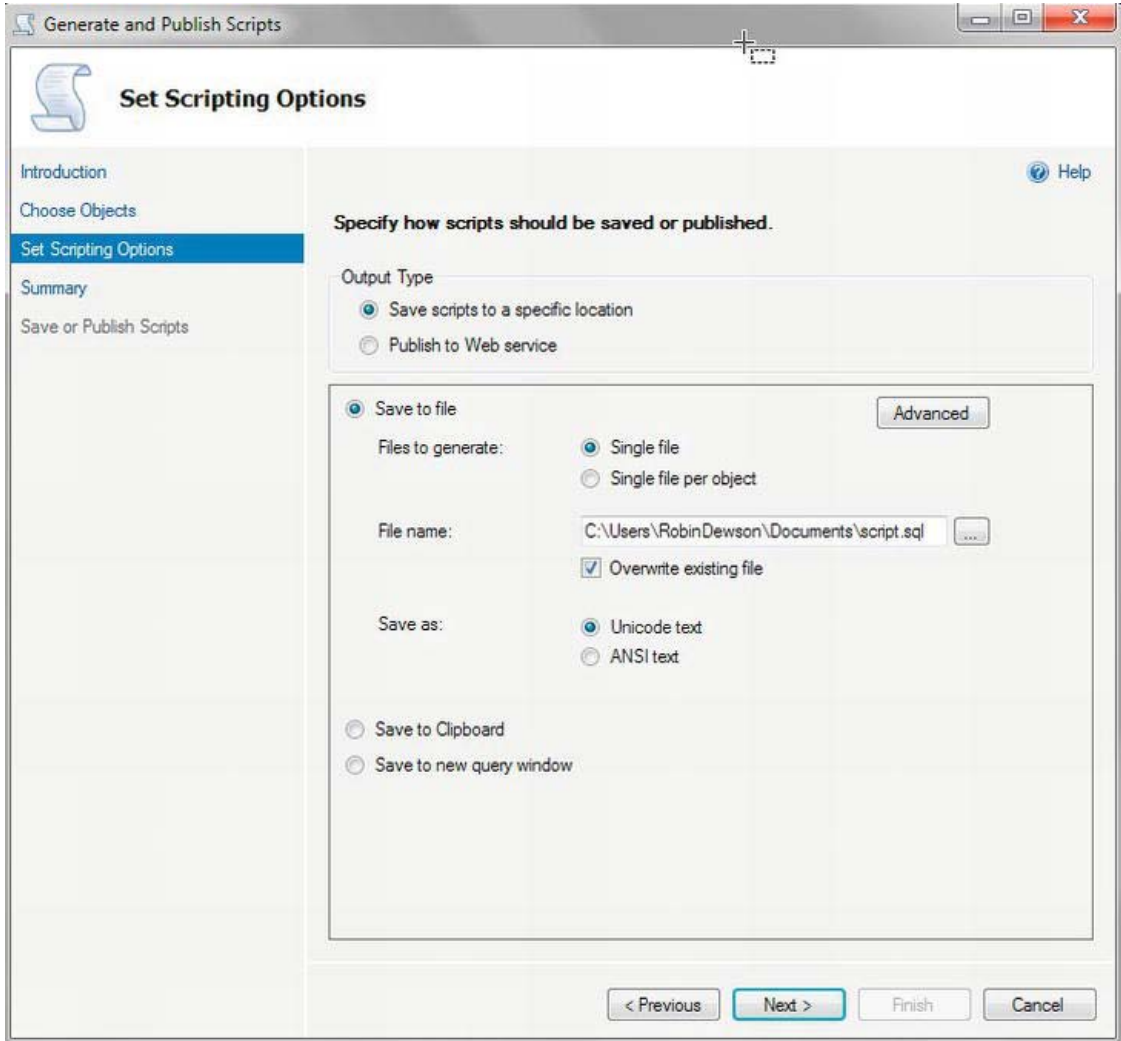 Generate and Publish Scripts
Set Scripting Options
Introduction
Choose Objects
Set Scripting Options
Summary
Save or Publish Scripts
Help
Specify how scripts should be saved or published.
Output Type
Save scripts to a specific location
Publish to Web service
Save to file
Advanced
Files to generate:
Single file
Single file per object
File name:
C:\Users\RobinDewson\Documents\script.sql
...
Overwrite existing file
Save as:
Unicode text
ANSI text
Save to Clipboard
Save to new query window
< Previous
Next >
Finish
Cancel